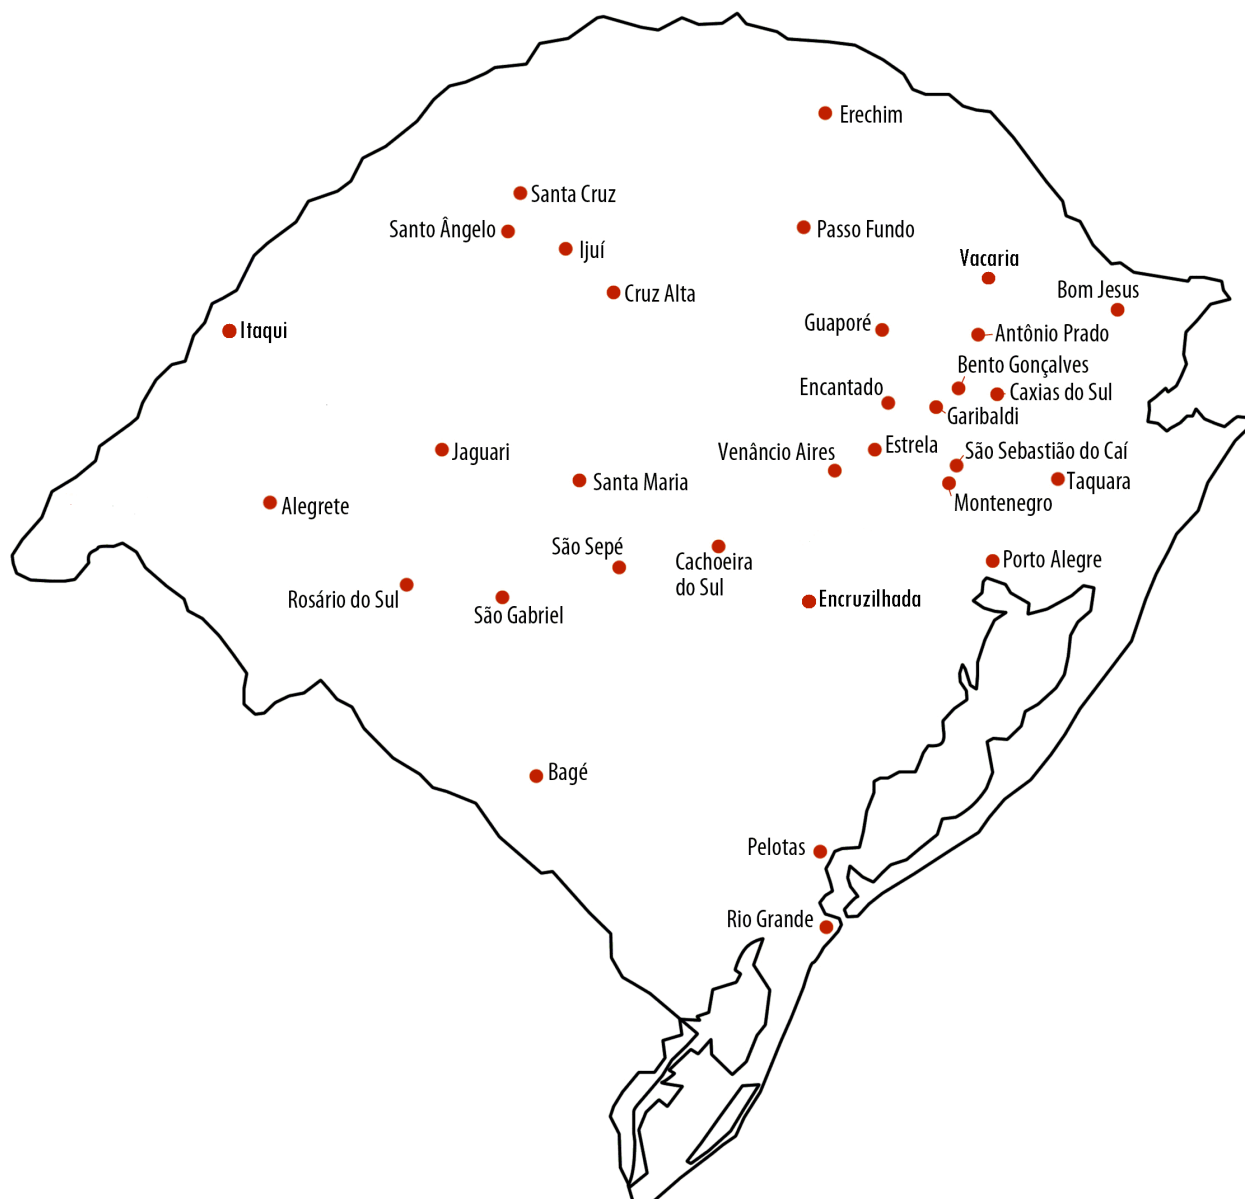 Erechim
Santa Cruz
Santo Ângelo
Passo Fundo
Ijuí
Vacaria
Bom Jesus
Cruz Alta
Guaporé
Itaqui
Antônio Prado
Bento Gonçalves
Encantado
Caxias do Sul
Garibaldi
Estrela
Jaguari
Venâncio Aires
São Sebastião do Caí
Santa Maria
Taquara
Alegrete
Montenegro
São Sepé
Cachoeira
do Sul
Porto Alegre
Rosário do Sul
Encruzilhada
São Gabriel
Bagé
Pelotas
Rio Grande